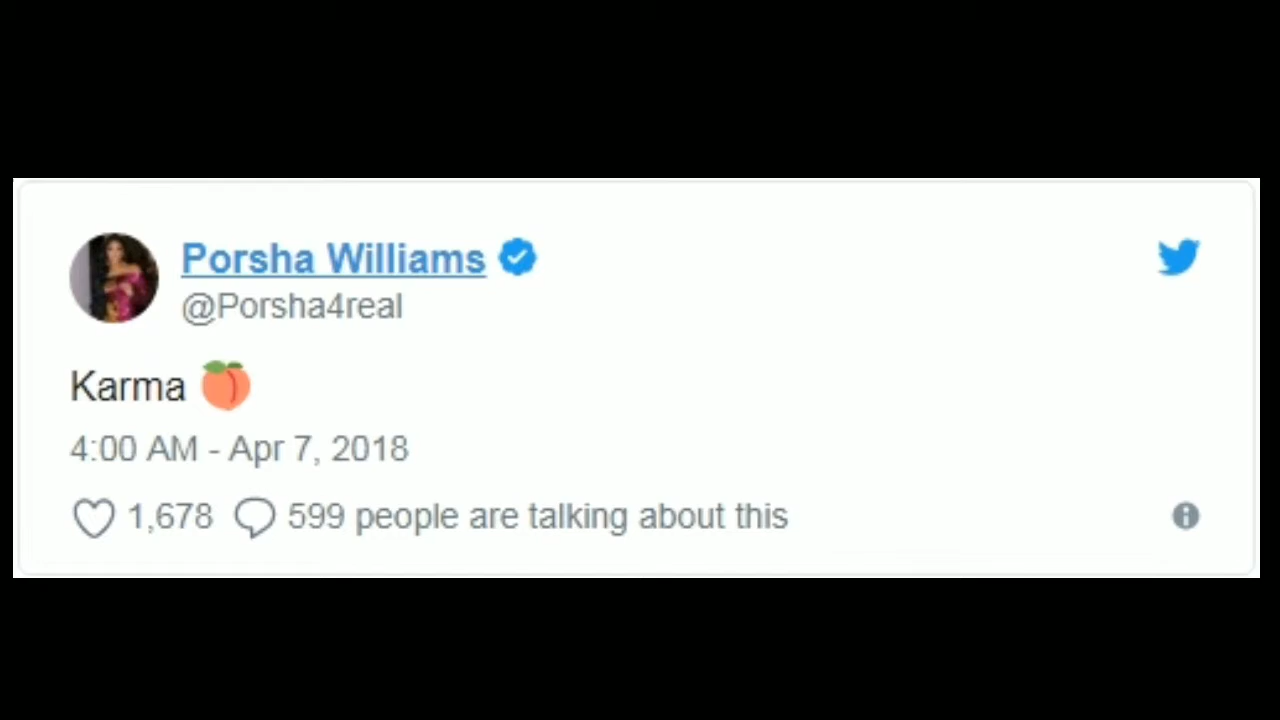 Porsha Williams
@Porsha4real
Karma 🍑
4:00 AM - Apr 7, 2018
1,678 599 people are talking about this